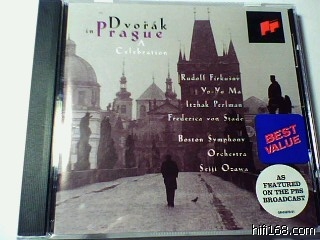 Dvořák
in Prague
A
Celebration
Rudolf Firkušný
Yo-Yo Ma
Itzhak Perlman
Frederica von Stade
Boston Symphony
Orchestra
Seiji Ozawa
BEST
VALUE
AS
FEATURED
ON THE PBS
BROADCAST
hifi168.com